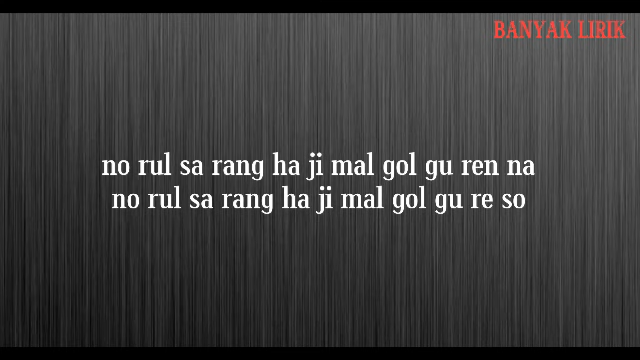 BANYAK LIRIK
no rul sa rang ha ji mal gol gu ren na
no rul sa rang ha ji mal gol gu re so